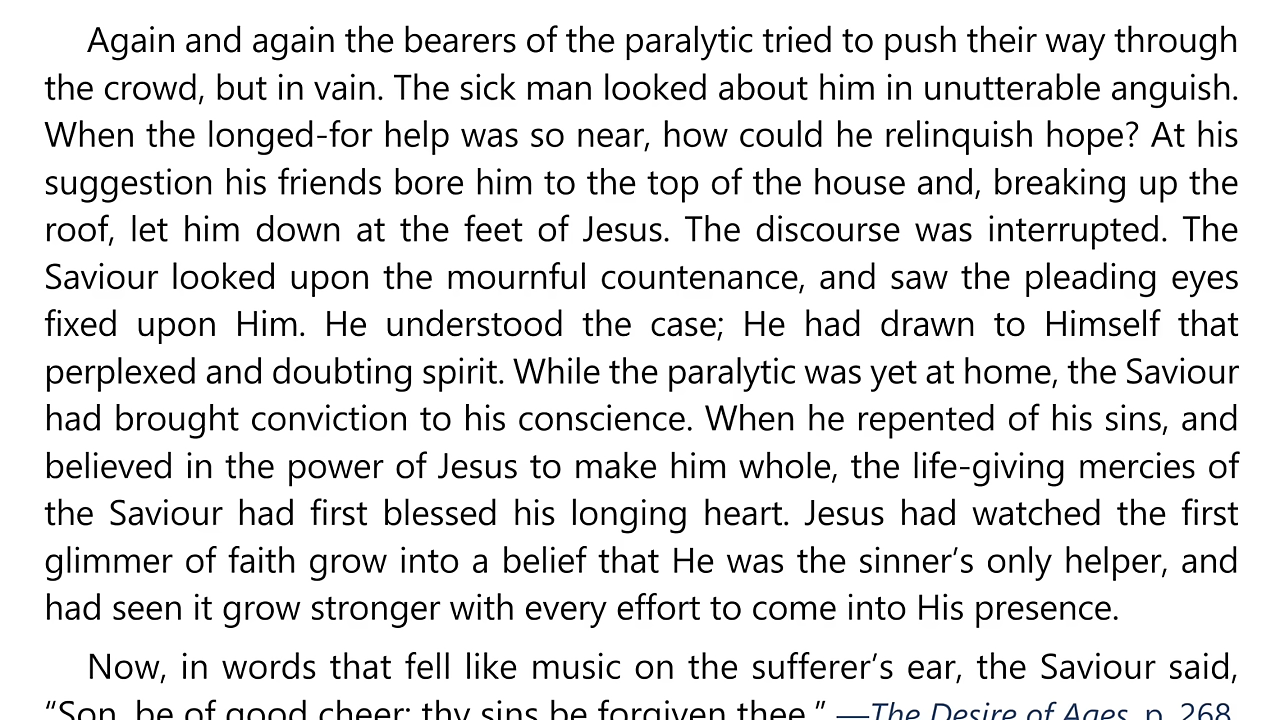 Again and again the bearers of the paralytic tried to push their way through
the crowd, but in vain. The sick man looked about him in unutterable anguish.
When the longed-for help was so near, how could he relinquish hope? At his
suggestion his friends bore him to the top of the house and, breaking up the
roof, let him down at the feet of Jesus. The discourse was interrupted. The
Saviour looked upon the mournful countenance, and saw the pleading eyes
fixed upon Him. He understood the case; He had drawn to Himself that
perplexed and doubting spirit. While the paralytic was yet at home, the Saviour
had brought conviction to his conscience. When he repented of his sins, and
believed in the power of Jesus to make him whole, the life-giving mercies of
the Saviour had first blessed his longing heart. Jesus had watched the first
glimmer of faith grow into a belief that He was the sinner’s only helper, and
had seen it grow stronger with every effort to come into His presence.
Now, in words that fell like music on the sufferer’s ear, the Saviour said,
“Son, be of good cheer; thy sins be forgiven thee.” —The Desire of Ages, p. 268.